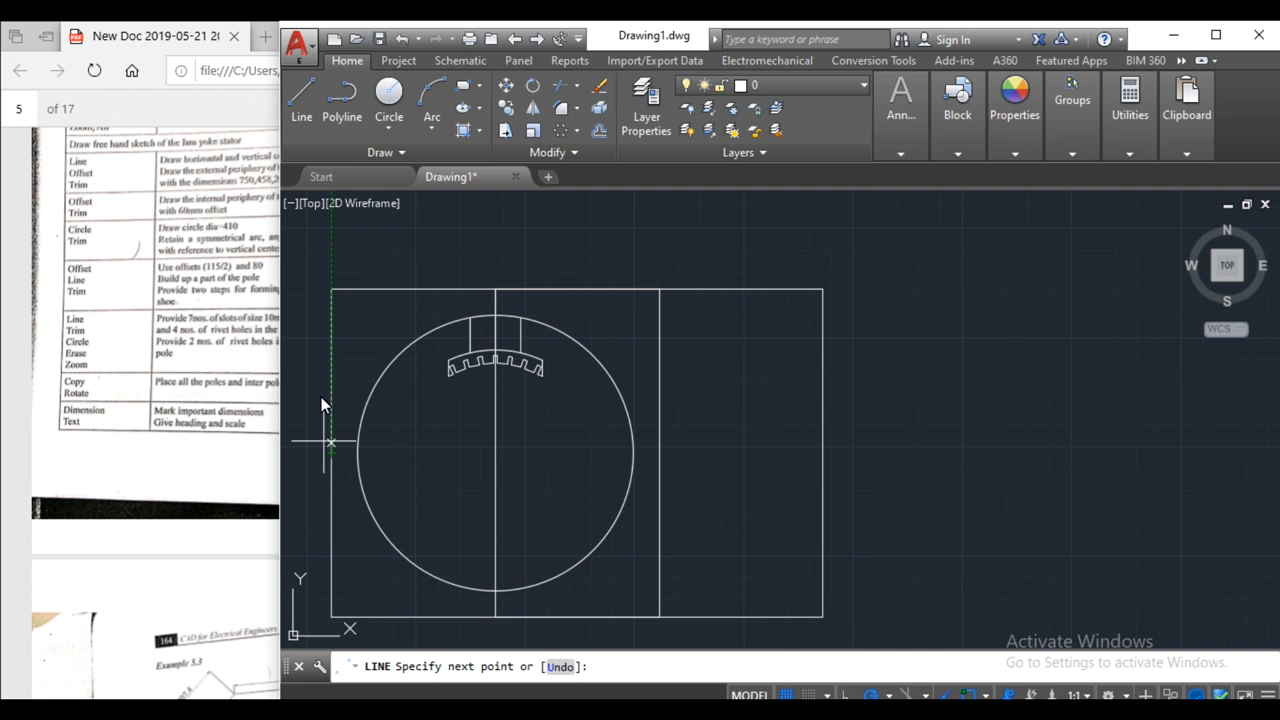 New Doc 2019-05-21 20
file:///C:/Users,
5 of 17
Draw free hand sketch of the lam yoke stator
Line
Offset
Trim
Draw horizontal and vertical c
Draw the external periphery of t
with the dimensions 750,458,2
Offset
Trim
Draw the internal periphery of
with 60mm offset
Circle
Trim
Draw circle dia=410
Retain a symmetrical arc, an
with reference to vertical cente
Offset
Line
Trim
Use offsets (115/2) and 80
Build up a part of the pole
Provide two steps for forming
shoe.
Line
Trim
Circle
Erase
Zoom
Provide 7nos. of slots of size 10m
and 4 nos. of rivet holes in the
Provide 2 nos. of rivet holes i
pole
Copy
Rotate
Place all the poles and inter pol
Dimension
Text
Mark important dimensions
Give heading and scale
164 CAD for Electrical Engineers
Example 5.3
A
E
Drawing1.dwg
Type a keyword or phrase
Sign In
Home Project Schematic Panel Reports Import/Export Data Electromechanical Conversion Tools Add-ins A360 Featured Apps BIM 360
Line Polyline Circle Arc
Draw
Modify
Layer
Properties
0
Layers
A
Ann...
Block
Properties
Groups
Utilities
Clipboard
Start
Drawing1*
[−][Top][2D Wireframe]
N
W TOP E
S
WCS
Y
X
Activate Windows
Go to Settings to activate Windows.
LINE Specify next point or [Undo]:
MODEL
1:1